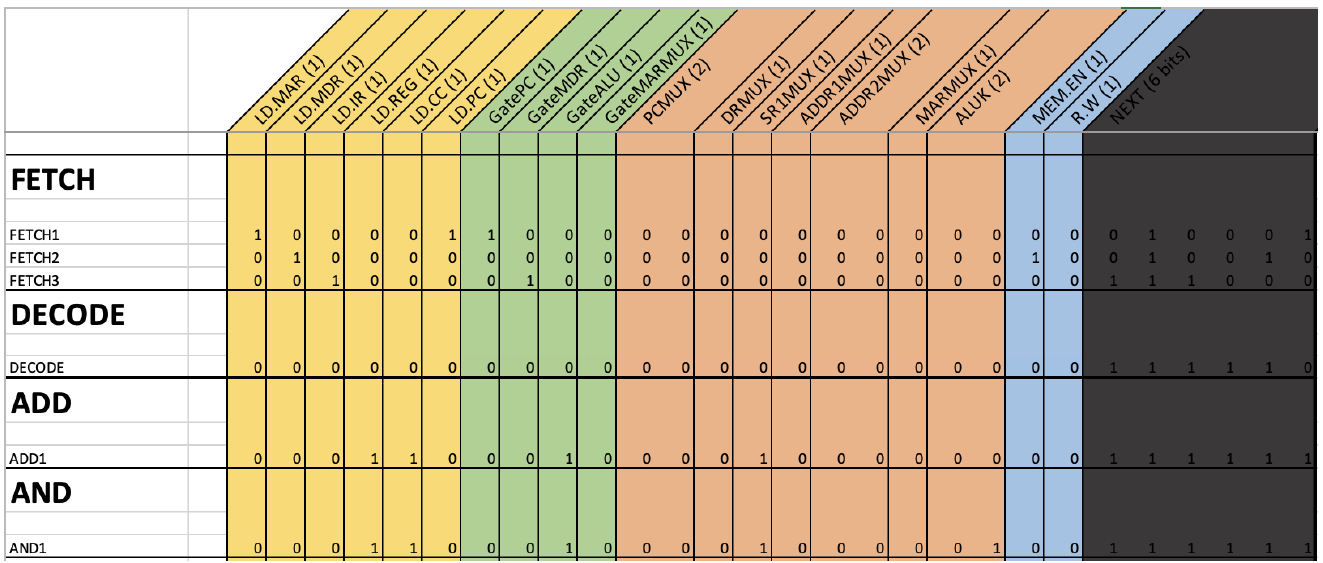 LD.MAR (1) LD.MDR (1) LD.IR (1) LD.REG (1) LD.CC (1) LD.PC (1) GatePC (1) GateMDR (1) GateALU (1) GateMARMUX (1) PCMUX (2) DRMUX (1) SR1MUX (1) ADDR1MUX (1) ADDR2MUX (2) MARMUX (1) ALUK (2) MEM.EN (1) R.W (1) NEXT (6 bits)
FETCH
FETCH1 1 0 0 0 0 1 1 0 0 0 0 0 0 0 0 0 0 0 0 0 0 0 0 1 0 0 0 1
FETCH2 0 1 0 0 0 0 0 0 0 0 0 0 0 0 0 0 0 0 0 0 1 0 0 1 0 0 1 0
FETCH3 0 0 1 0 0 0 0 1 0 0 0 0 0 0 0 0 0 0 0 0 0 0 1 1 1 0 0 0
DECODE
DECODE 0 0 0 0 0 0 0 0 0 0 0 0 0 0 0 0 0 0 0 0 0 0 1 1 1 1 1 0
ADD
ADD1 0 0 0 1 1 0 0 0 1 0 0 0 0 1 0 0 0 0 0 0 0 0 1 1 1 1 1 1
AND
AND1 0 0 0 1 1 0 0 0 1 0 0 0 0 1 0 0 0 0 0 1 0 0 1 1 1 1 1 1